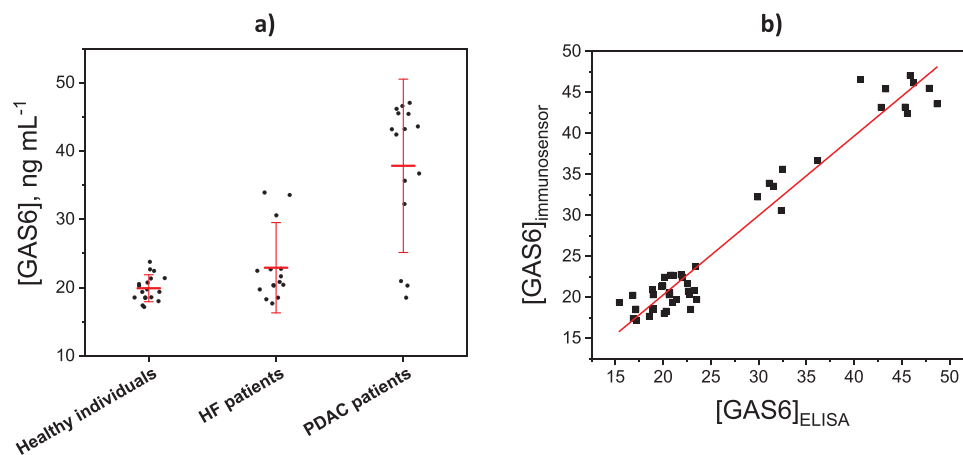 a)
[GAS6], ng mL⁻¹
50
40
30
20
10
Healthy individuals
HF patients
PDAC patients
b)
[GAS6]immunosensor
50
45
40
35
30
25
20
15
15 20 25 30 35 40 45 50
[GAS6]ELISA